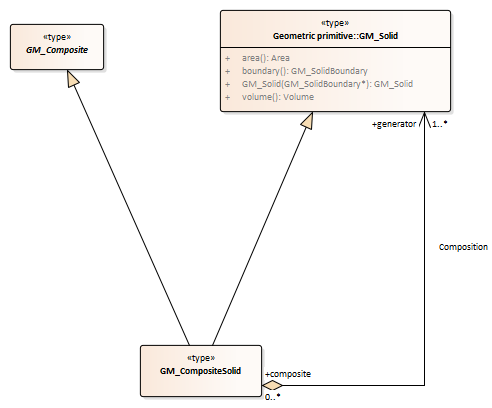 «type»
GM_Composite
«type»
Geometric primitive::GM_Solid
+ area(): Area
+ boundary(): GM_SolidBoundary
+ GM_Solid(GM_SolidBoundary*): GM_Solid
+ volume(): Volume
+generator 1..*
Composition
«type»
GM_CompositeSolid
+composite
0..*